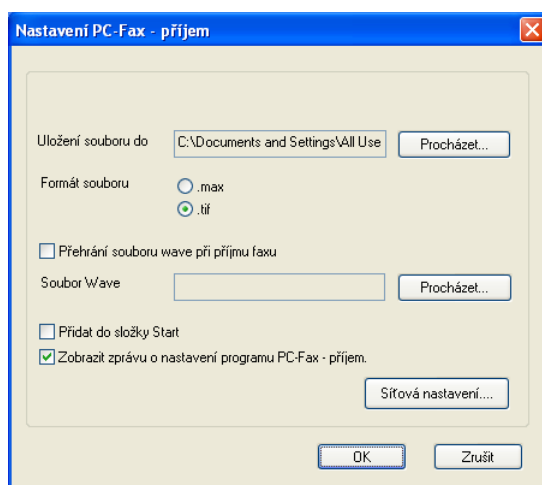 Nastavení PC-Fax - příjem
Uložení souboru do C:\Documents and Settings\All Use Procházet...
Formát souboru .max
.tif
Přehrání souboru wave při příjmu faxu
Soubor Wave Procházet...
Přidat do složky Start
Zobrazit zprávu o nastavení programu PC-Fax - příjem.
Síťová nastavení....
OK Zrušit